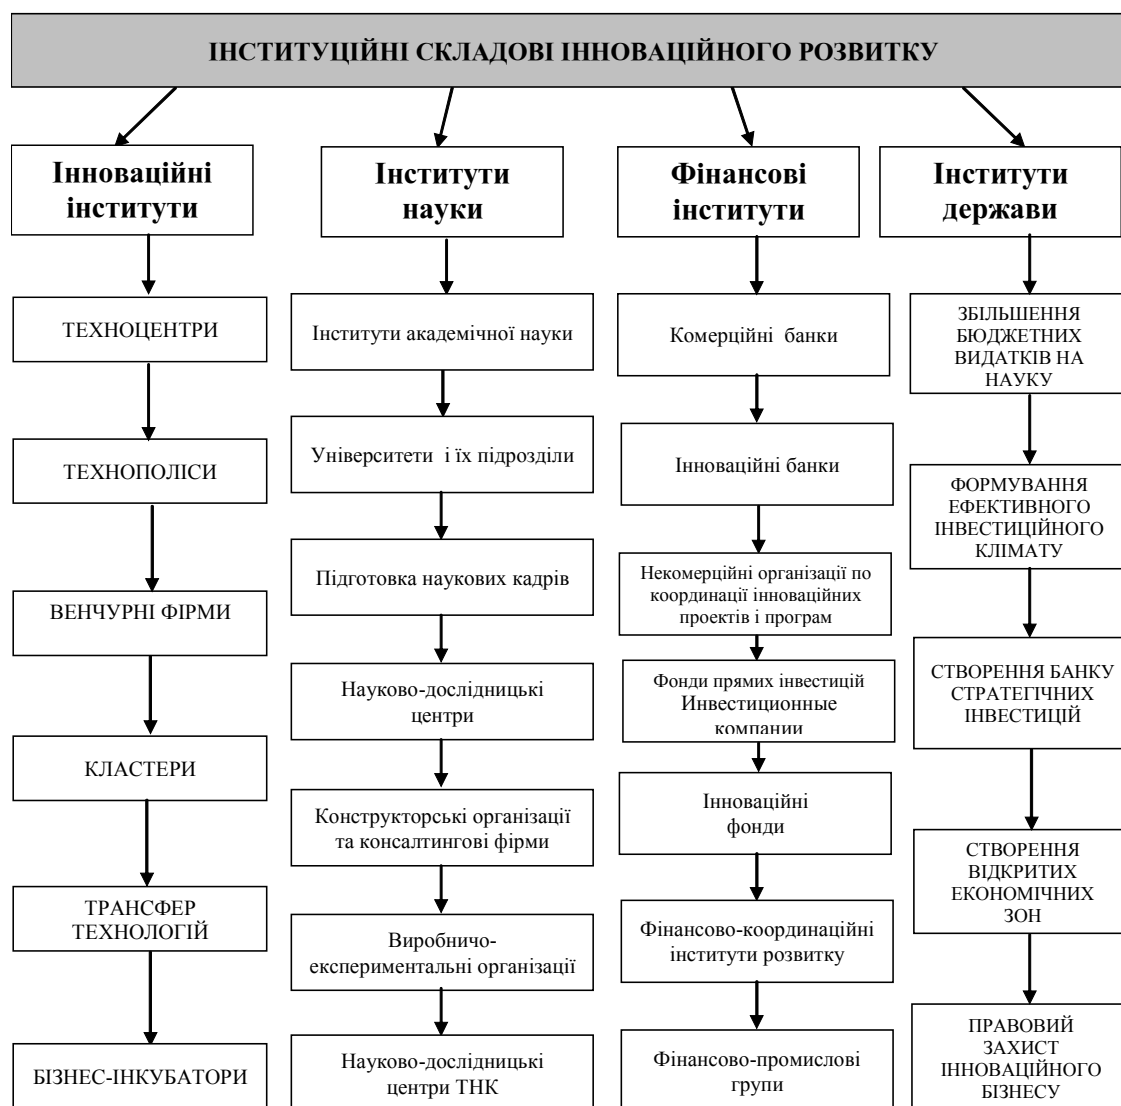 ІНСТИТУЦІЙНІ СКЛАДОВІ ІННОВАЦІЙНОГО РОЗВИТКУ
Інноваційні
інститути
ТЕХНОЦЕНТРИ
ТЕХНОПОЛІСИ
ВЕНЧУРНІ ФІРМИ
КЛАСТЕРИ
ТРАНСФЕР
ТЕХНОЛОГІЙ
БІЗНЕС-ІНКУБАТОРИ
Інститути
науки
Інститути академічної науки
Університети і їх підрозділи
Підготовка наукових кадрів
Науково-дослідницькі
центри
Конструкторські організації
та консалтингові фірми
Виробничо-
експериментальні організації
Науково-дослідницькі
центри ТНК
Фінансові
інститути
Комерційні банки
Інноваційні банки
Некомерційні організації по
координації інноваційних
проектів і програм
Фонди прямих інвестицій
Инвестиционные
компании
Інноваційні
фонди
Фінансово-координаційні
інститути розвитку
Фінансово-промислові
групи
Інститути
держави
ЗБІЛЬШЕННЯ
БЮДЖЕТНИХ
ВИДАТКІВ НА
НАУКУ
ФОРМУВАННЯ
ЕФЕКТИВНОГО
ІНВЕСТИЦІЙНОГО
КЛІМАТУ
СТВОРЕННЯ БАНКУ
СТРАТЕГІЧНИХ
ІНВЕСТИЦІЙ
СТВОРЕННЯ
ВІДКРИТИХ
ЕКОНОМІЧНИХ
ЗОН
ПРАВОВИЙ
ЗАХИСТ
ІННОВАЦІЙНОГО
БІЗНЕСУ